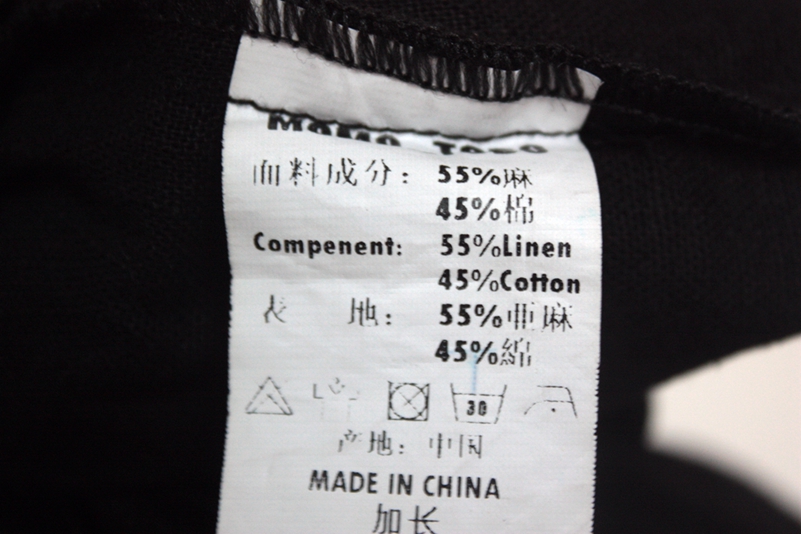 面料成分：55%麻
45%棉
Compenent: 55%Linen
45%Cotton
表 地：55%亜麻
45%綿
30
产地：中国
MADE IN CHINA
加长